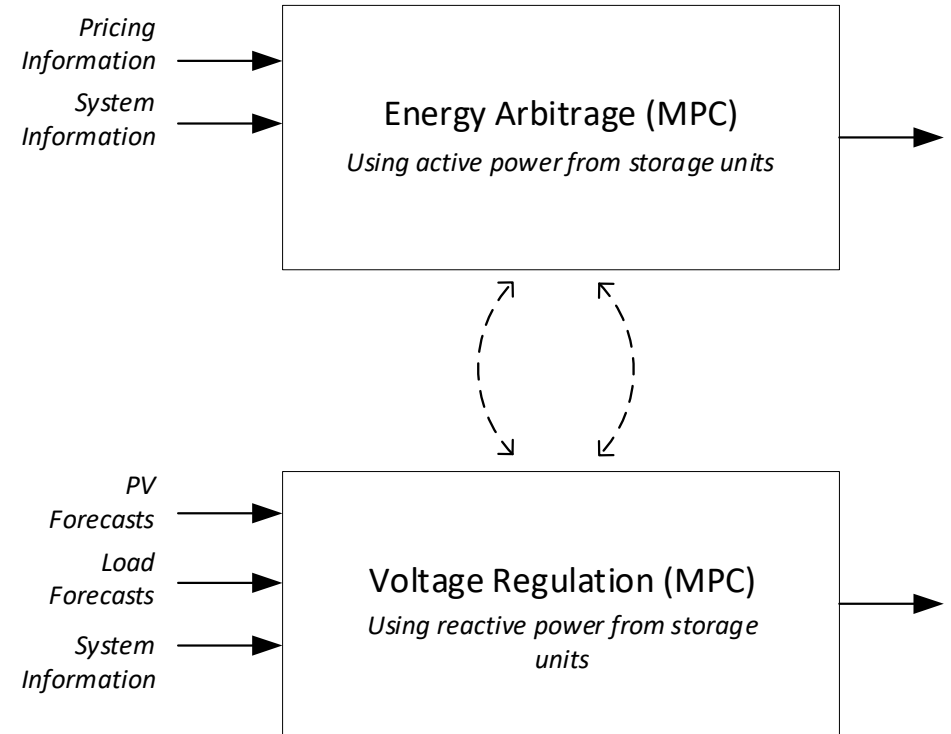 Pricing
Information
System
Information
Energy Arbitrage (MPC)
Using active power from storage units
PV
Forecasts
Load
Forecasts
System
Information
Voltage Regulation (MPC)
Using reactive power from storage
units